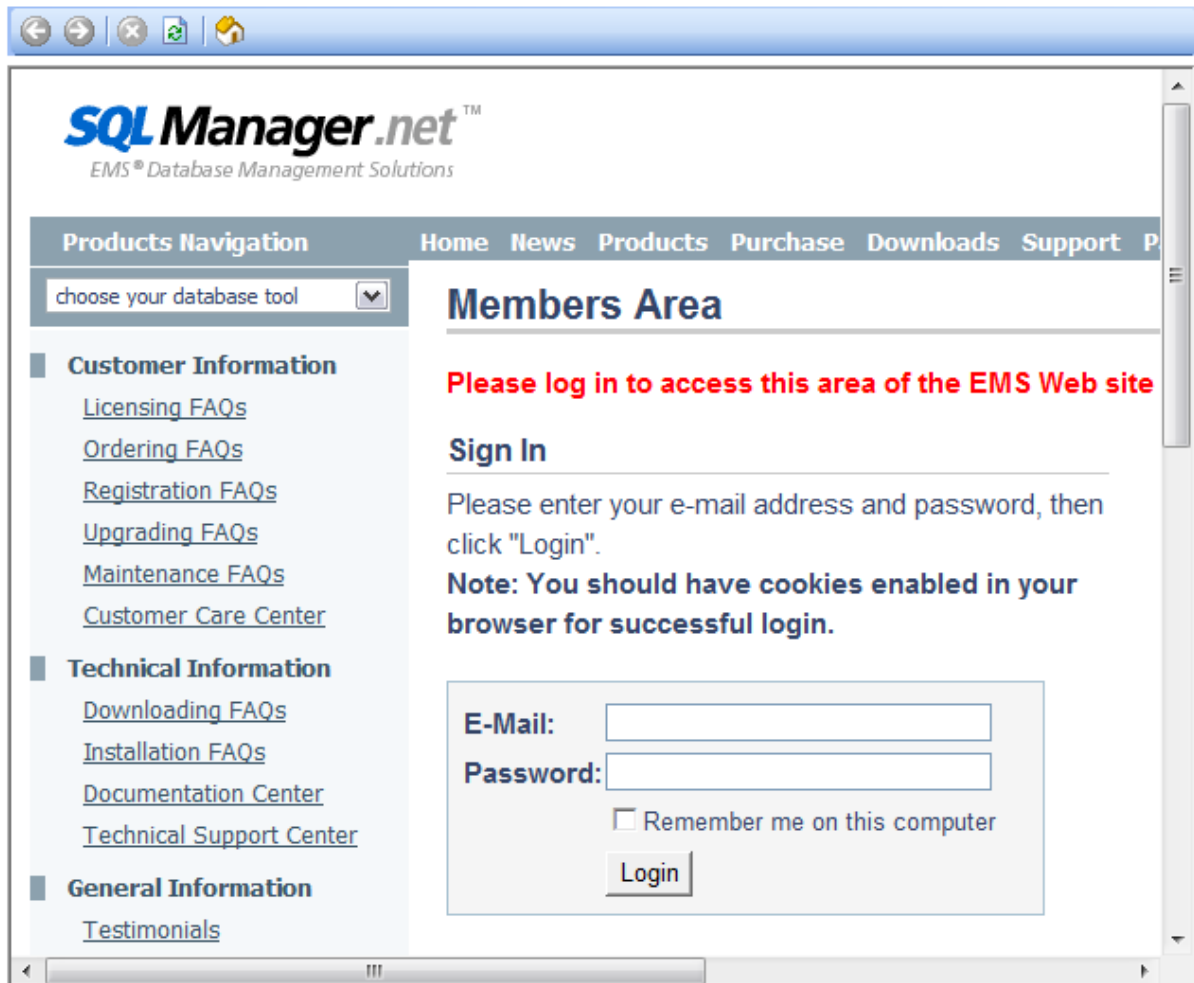 SQL Manager.net™
EMS® Database Management Solutions
Products Navigation
Home News Products Purchase Downloads Support
choose your database tool
Customer Information
Licensing FAQs
Ordering FAQs
Registration FAQs
Upgrading FAQs
Maintenance FAQs
Customer Care Center
Technical Information
Downloading FAQs
Installation FAQs
Documentation Center
Technical Support Center
General Information
Testimonials
Members Area
Please log in to access this area of the EMS Web site
Sign In
Please enter your e-mail address and password, then
click "Login".
Note: You should have cookies enabled in your
browser for successful login.
E-Mail:
Password:
Remember me on this computer
Login